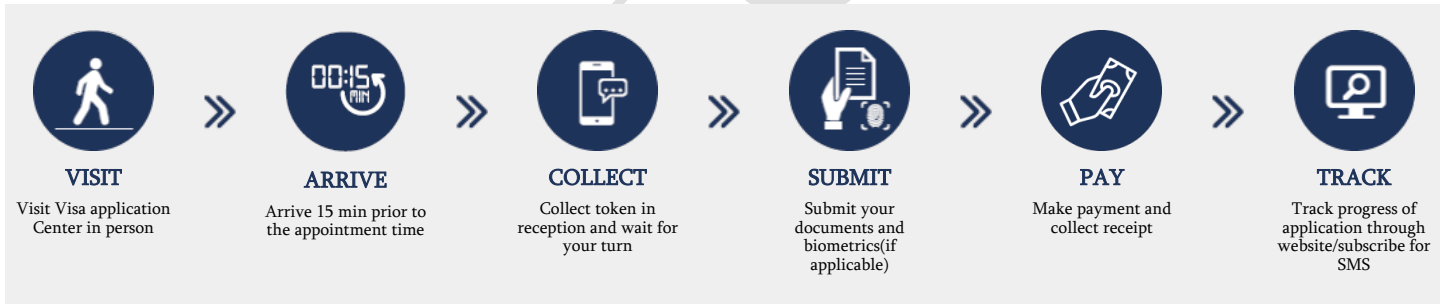 00:15
MIN
VISIT
Visit Visa application
Center in person
ARRIVE
Arrive 15 min prior to
the appointment time
COLLECT
Collect token in
reception and wait for
your turn
SUBMIT
Submit your
documents and
biometrics(if
applicable)
PAY
Make payment and
collect receipt
TRACK
Track progress of
application through
website/subscribe for
SMS